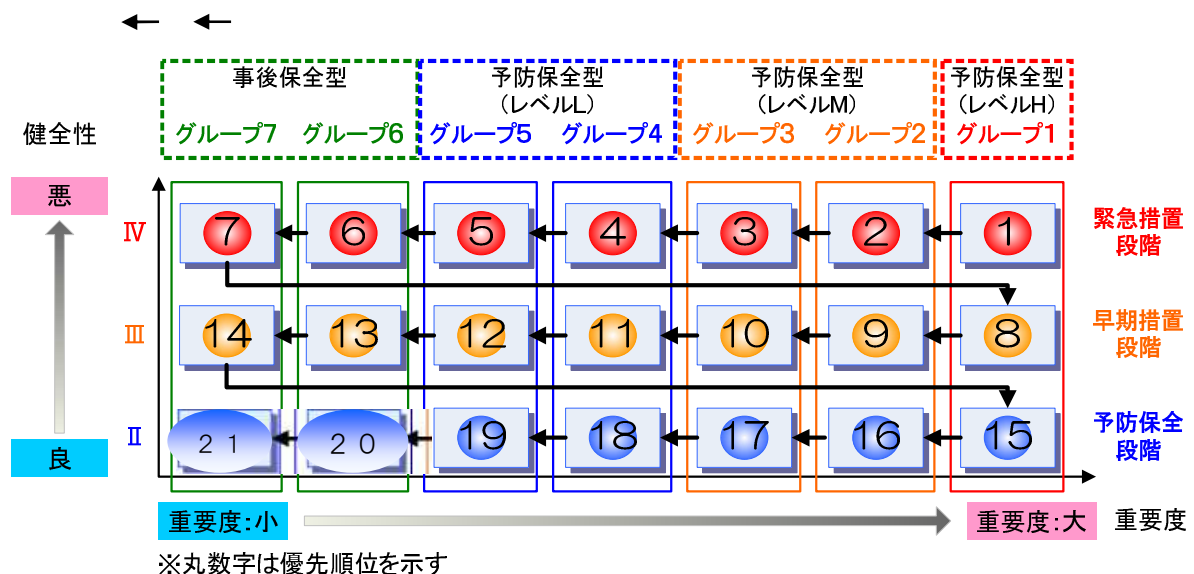 事後保全型
グループ7 グループ6
予防保全型
（レベルL）
グループ5 グループ4
予防保全型
（レベルM）
グループ3 グループ2
予防保全型
（レベルH）
グループ1
健全性
悪
良
Ⅳ 7 6 5 4 3 2 1 緊急措置
段階
Ⅲ 14 13 12 11 10 9 8 早期措置
段階
Ⅱ ２１ ２０ 19 18 17 16 15 予防保全
段階
重要度：小 重要度：大 重要度
※丸数字は優先順位を示す